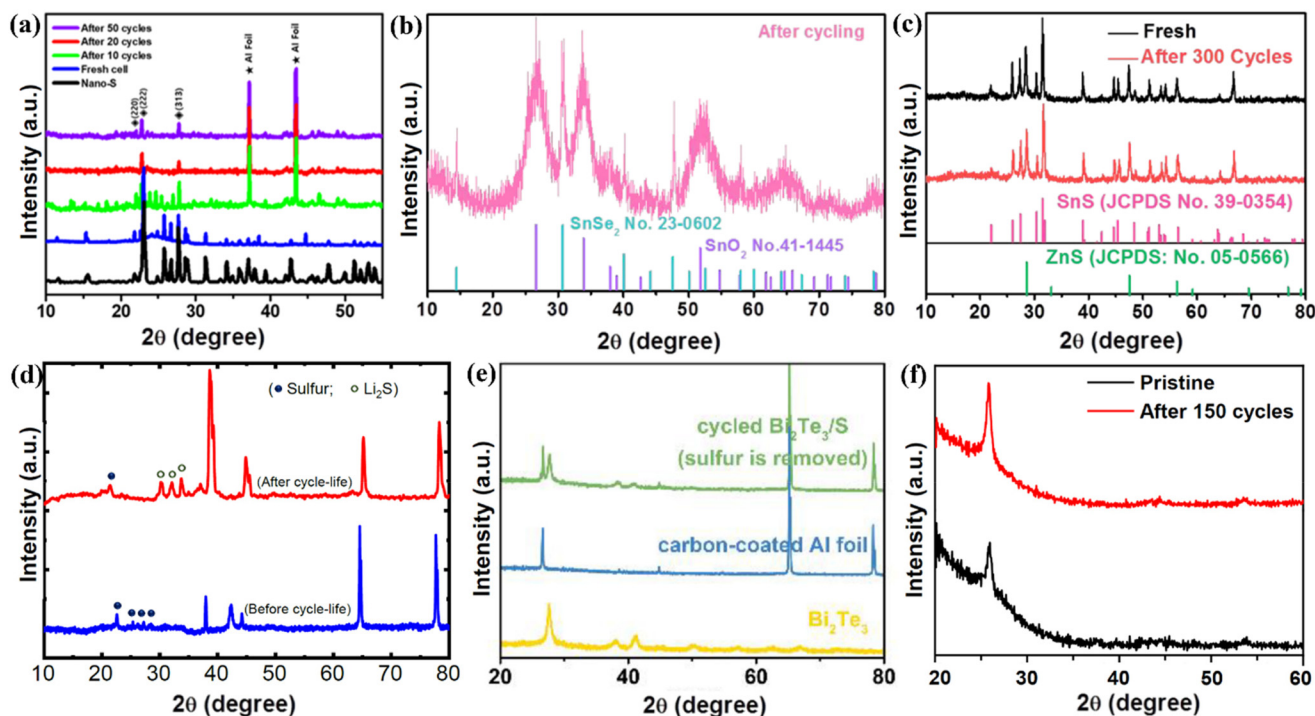 (a)
After 50 cycles
After 20 cycles
After 10 cycles
Fresh cell
Nano-S
(220)
(222)
(313)
★ Al Foil
★ Al Foil
Intensity (a.u.)
10 20 30 40 50
2θ (degree)
(b)
After cycling
SnSe₂ No. 23-0602
SnO₂ No.41-1445
Intensity (a.u.)
10 20 30 40 50 60 70 80
2θ (degree)
(c)
Fresh
After 300 Cycles
SnS (JCPDS No. 39-0354)
ZnS (JCPDS: No. 05-0566)
Intensity (a.u.)
10 20 30 40 50 60 70 80
2θ (degree)
(d)
( Sulfur; Li₂S)
(After cycle-life)
(Before cycle-life)
Intensity (a.u.)
10 20 30 40 50 60 70 80
2θ (degree)
(e)
cycled Bi₂Te₃/S
(sulfur is removed)
carbon-coated Al foil
Bi₂Te₃
Intensity (a.u.)
20 40 60 80
2θ (degree)
(f)
Pristine
After 150 cycles
Intensity (a.u.)
20 30 40 50 60
2θ (degree)